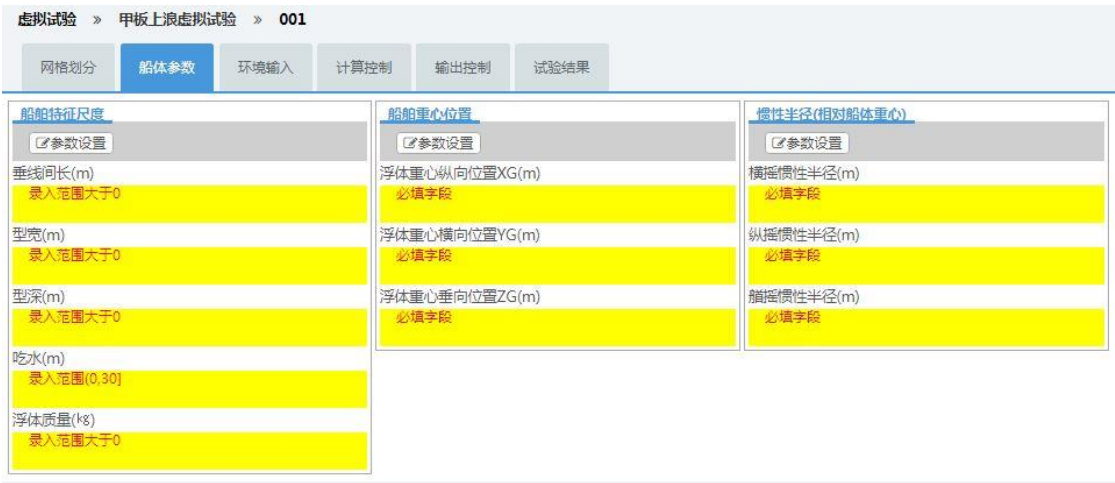 虚拟试验 » 甲板上浪虚拟试验 » 001
网格划分 船体参数 环境输入 计算控制 输出控制 试验结果
船舶特征尺度
参数设置
垂线间长(m)
录入范围大于0
型宽(m)
录入范围大于0
型深(m)
录入范围大于0
吃水(m)
录入范围(0,30]
浮体质量(kg)
录入范围大于0
船舶重心位置
参数设置
浮体重心纵向位置XG(m)
必填字段
浮体重心横向位置YG(m)
必填字段
浮体重心垂向位置ZG(m)
必填字段
惯性半径(相对船体重心)
参数设置
横摇惯性半径(m)
必填字段
纵摇惯性半径(m)
必填字段
艏摇惯性半径(m)
必填字段